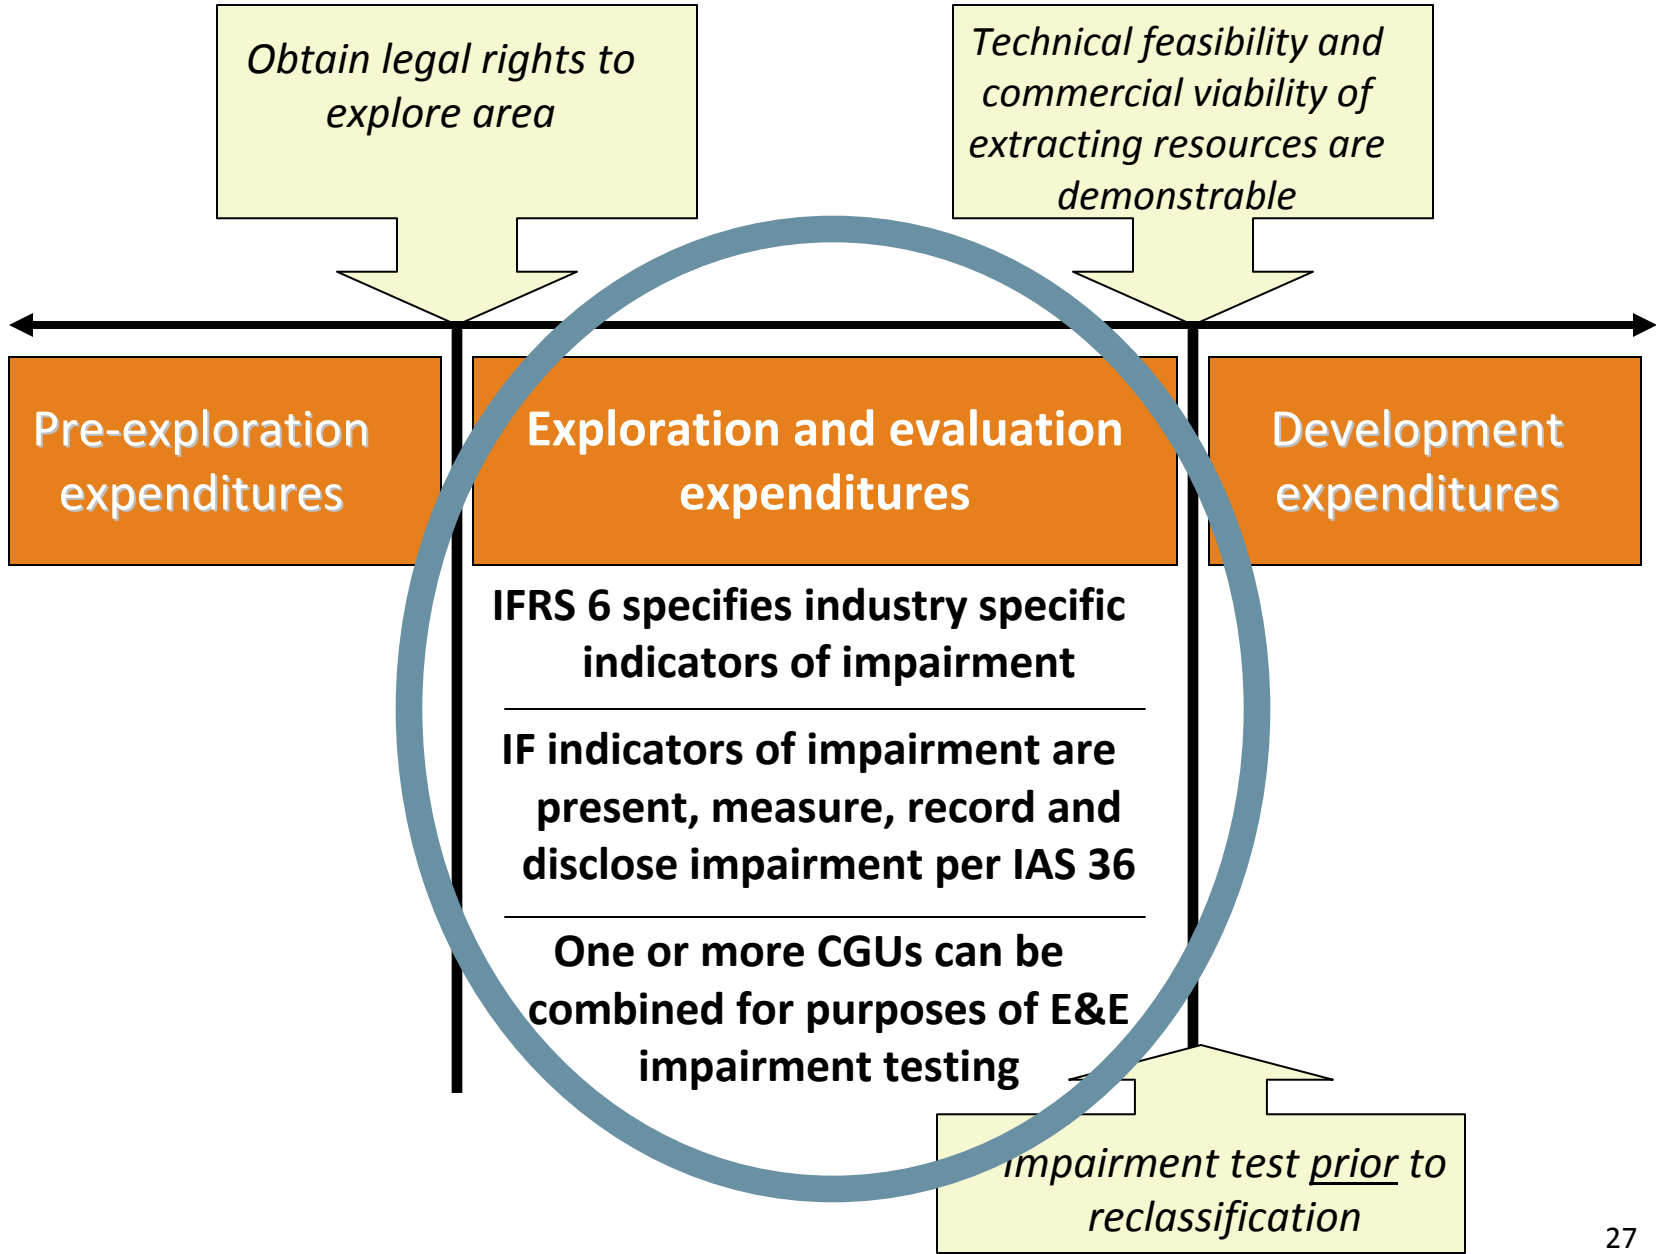 Obtain legal rights to
explore area
Technical feasibility and
commercial viability of
extracting resources are
demonstrable
Pre-exploration
expenditures
Exploration and evaluation
expenditures
Development
expenditures
IFRS 6 specifies industry specific
indicators of impairment
IF indicators of impairment are
present, measure, record and
disclose impairment per IAS 36
One or more CGUs can be
combined for purposes of E&E
impairment testing
Impairment test prior to
reclassification
27